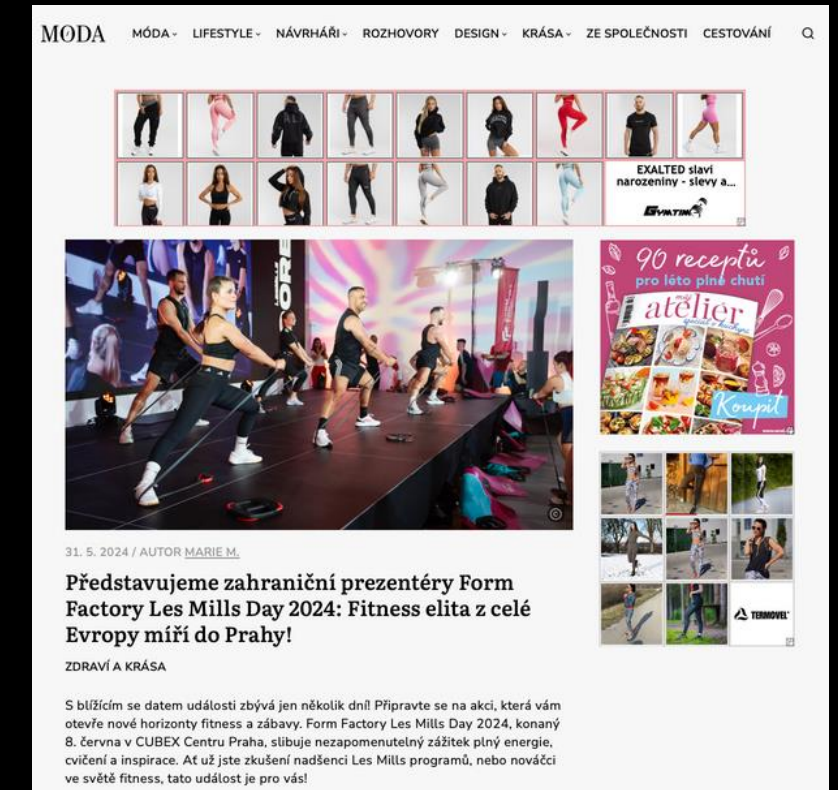 MÓDA
MÓDA LIFESTYLE NÁVRHÁŘI ROZHOVORY DESIGN KRÁSA ZE SPOLEČNOSTI CESTOVÁNÍ
EXALTED slaví
narozeniny - slevy a...
GYMTIM
90 receptů
pro léto plné chutí
můj
ateliér
speciál o kuchyni
Koupit
31. 5. 2024 / AUTOR MARIE M.
Představujeme zahraniční prezentéry Form
Factory Les Mills Day 2024: Fitness elita z celé
Evropy míří do Prahy!
ZDRAVÍ A KRÁSA
TERMOVEL
S blížícím se datem události zbývá jen několik dní! Připravte se na akci, která vám
otevře nové horizonty fitness a zábavy. Form Factory Les Mills Day 2024, konaný
8. června v CUBEX Centru Praha, slibuje nezapomenutelný zážitek plný energie,
cvičení a inspirace. Ať už jste zkušení nadšenci Les Mills programů, nebo nováčci
ve světě fitness, tato událost je pro vás!